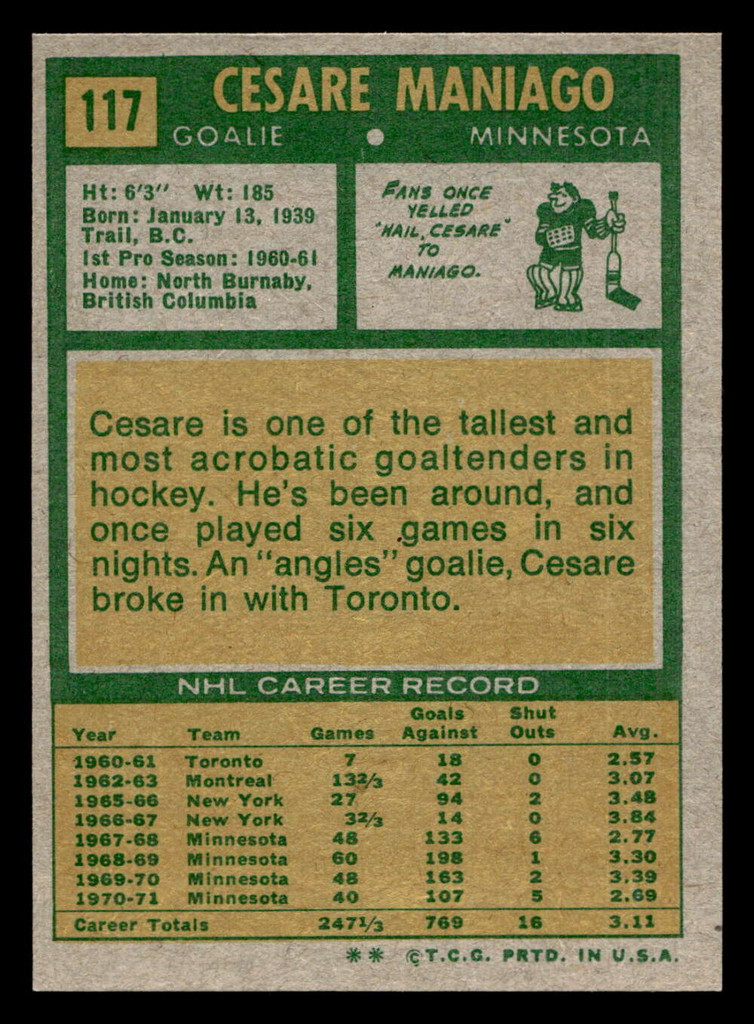 117
CESARE MANIAGO
GOALIE • MINNESOTA
Ht: 6'3" Wt: 185
Born: January 13, 1939
Trail, B.C.
1st Pro Season: 1960-61
Home: North Burnaby,
British Columbia
FANS ONCE
YELLED
"HAIL, CESARE"
TO
MANIAGO.
Cesare is one of the tallest and
most acrobatic goaltenders in
hockey. He's been around, and
once played six games in six
nights. An "angles" goalie, Cesare
broke in with Toronto.
NHL CAREER RECORD
Year Team Games Goals Against Shut Outs Avg.
1960-61 Toronto 7 18 0 2.57
1962-63 Montreal 132/3 42 0 3.07
1965-66 New York 27 94 2 3.48
1966-67 New York 32/3 14 0 3.84
1967-68 Minnesota 48 133 6 2.77
1968-69 Minnesota 60 198 1 3.30
1969-70 Minnesota 48 163 2 3.39
1970-71 Minnesota 40 107 5 2.69
Career Totals 2471/3 769 16 3.11
** ©T.C.G. PRTD. IN U.S.A.